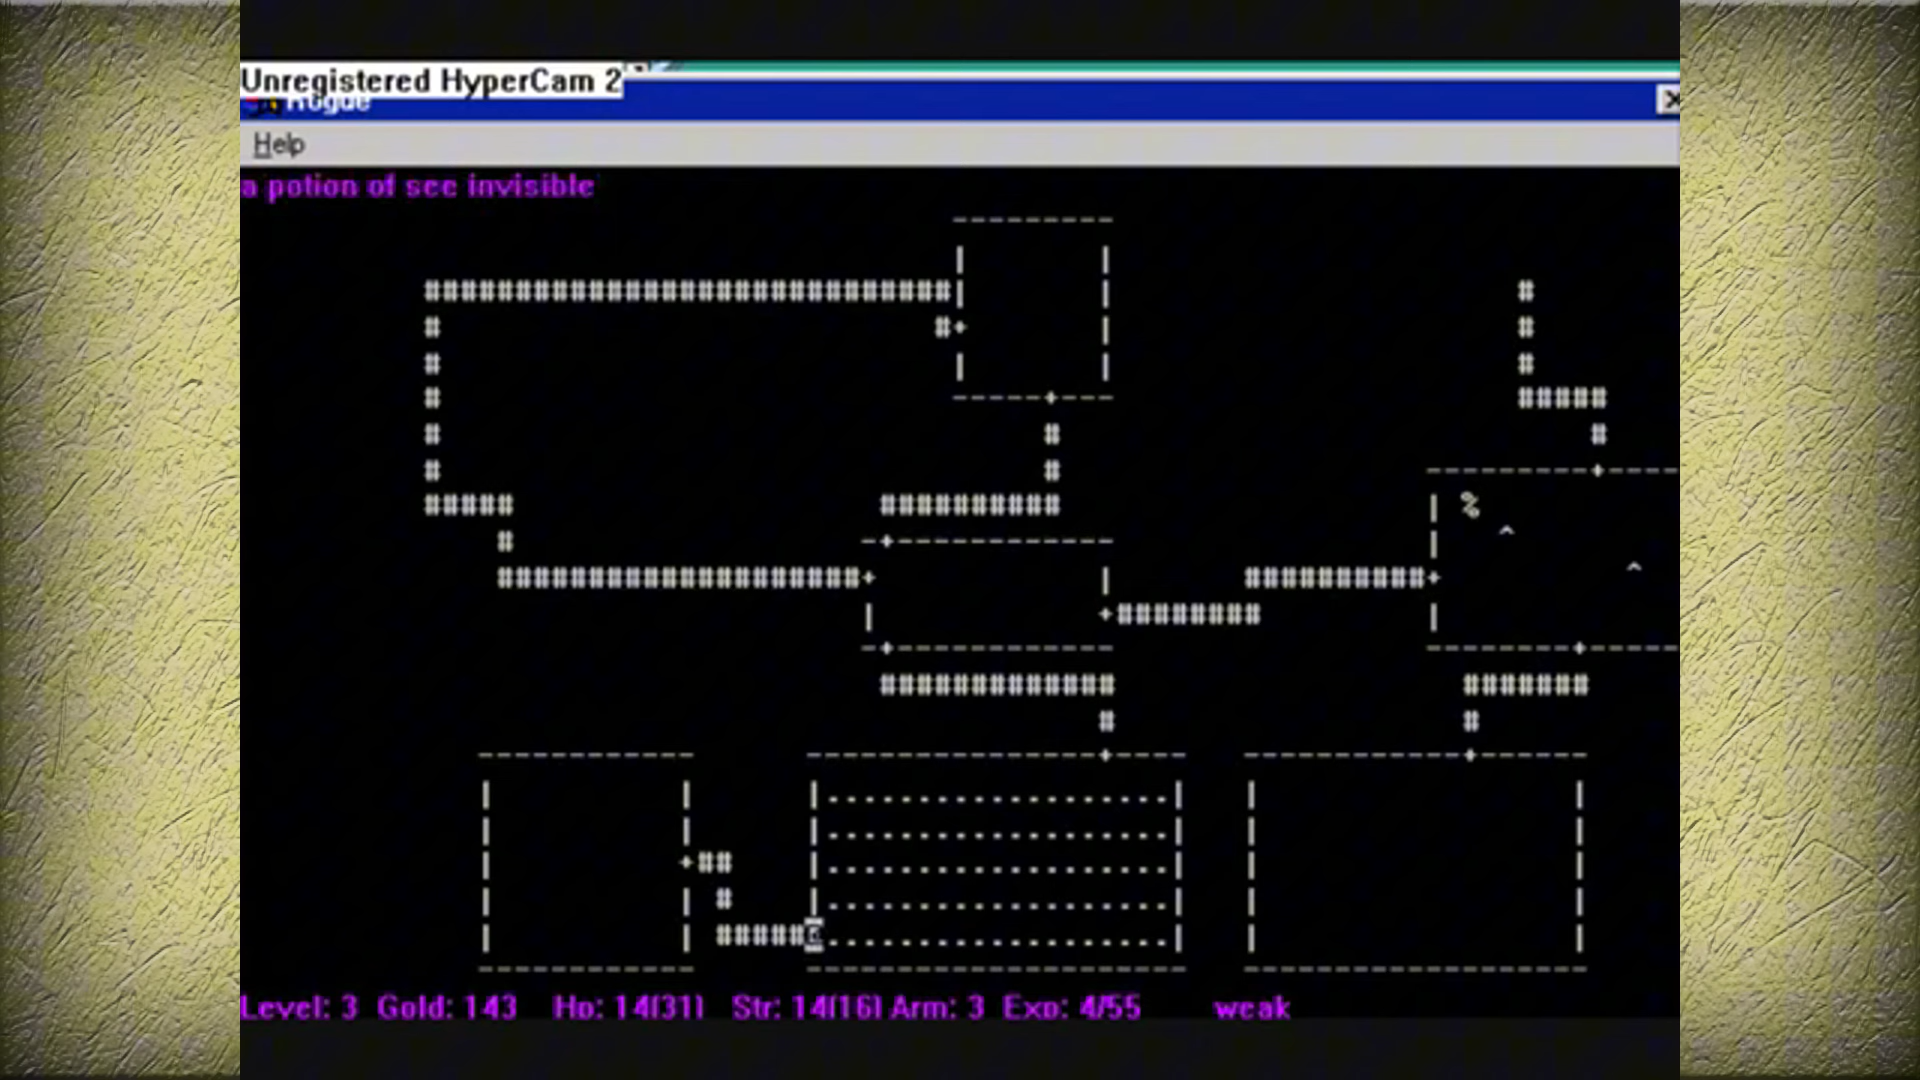 Unregistered HyperCam 2
Rogue
Help
a potion of see invisible
Level: 3 Gold: 143 Hp: 14(31) Str: 14(16) Arm: 3 Exp: 4/55 weak